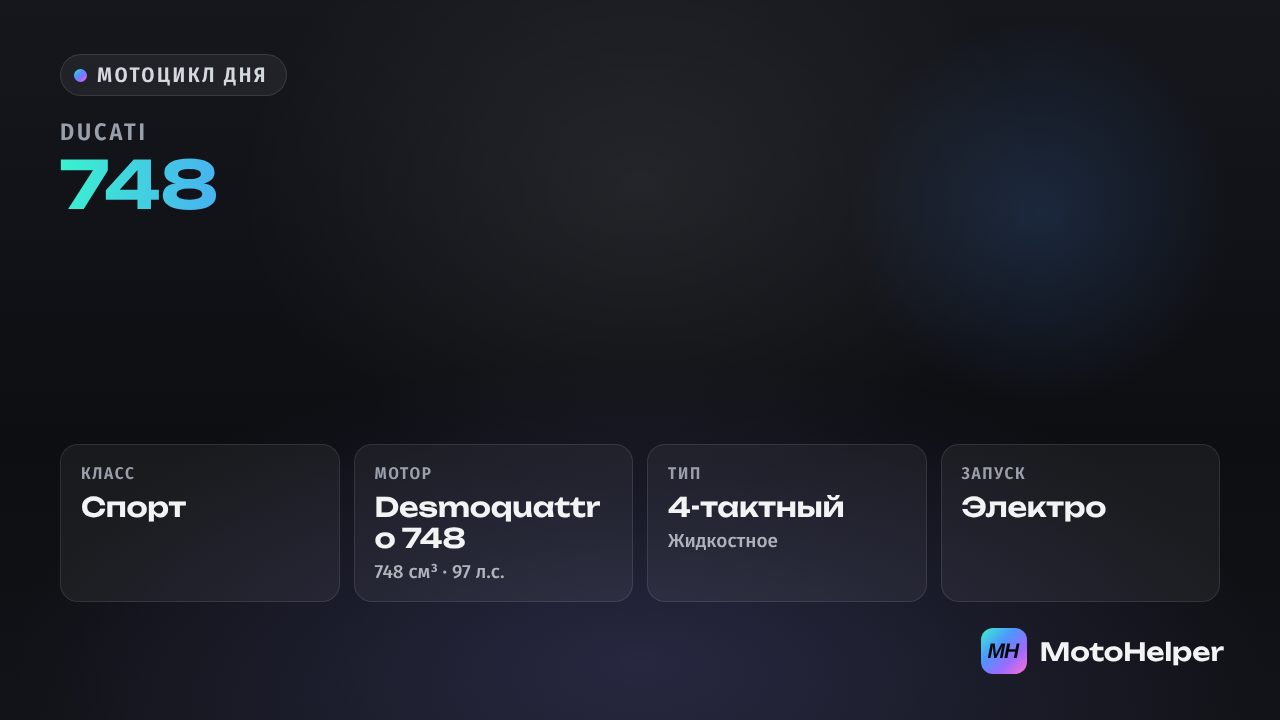 МОТОЦИКЛ ДНЯ
DUCATI
748
КЛАСС
Спорт
МОТОР
Desmoquattr
o 748
748 см³ · 97 л.с.
ТИП
4-тактный
Жидкостное
ЗАПУСК
Электро
MH MotoHelper